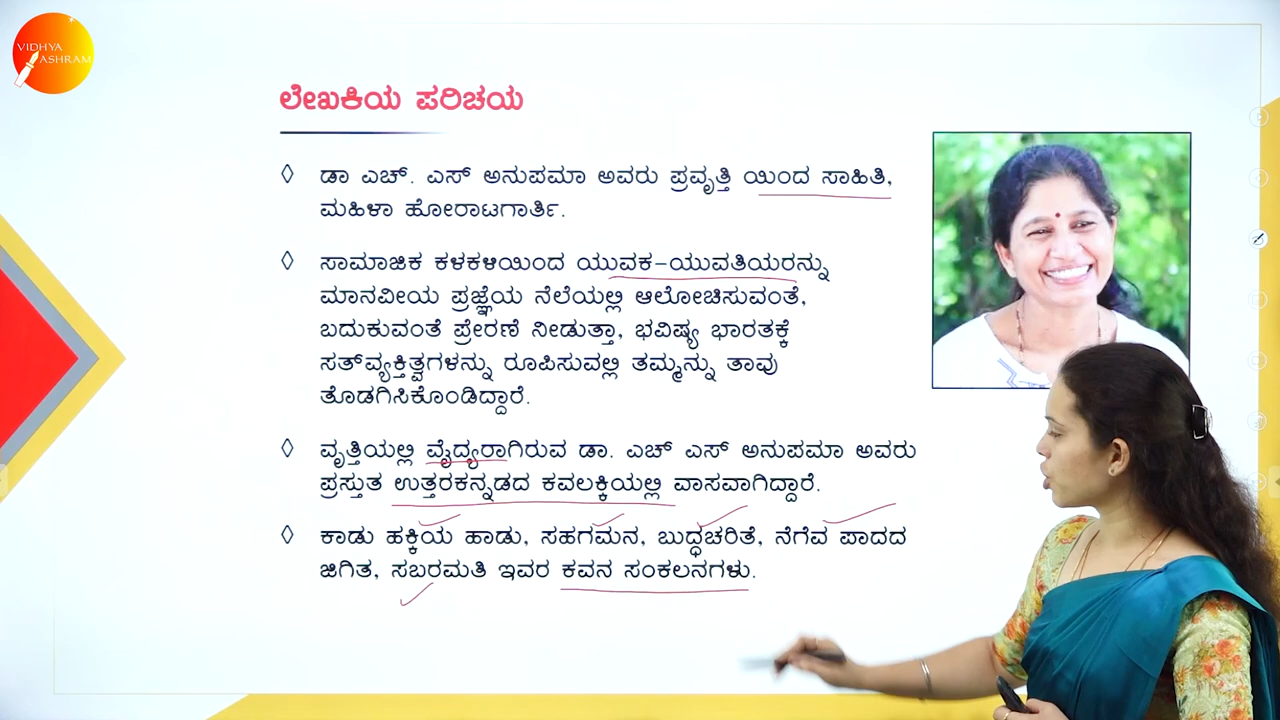 VIDHYA
ASHRAM
ಲೇಖಕಿಯ ಪರಿಚಯ
◊ ಡಾ ಎಚ್. ಎಸ್ ಅನುಪಮಾ ಅವರು ಪ್ರವೃತ್ತಿ ಯಿಂದ ಸಾಹಿತಿ,
ಮಹಿಳಾ ಹೋರಾಟಗಾರ್ತಿ.
◊ ಸಾಮಾಜಿಕ ಕಳಕಳಿಯಿಂದ ಯುವಕ–ಯುವತಿಯರನ್ನು
ಮಾನವೀಯ ಪ್ರಜ್ಞೆಯ ನೆಲೆಯಲ್ಲಿ ಆಲೋಚಿಸುವಂತೆ,
ಬದುಕುವಂತೆ ಪ್ರೇರಣೆ ನೀಡುತ್ತಾ, ಭವಿಷ್ಯ ಭಾರತಕ್ಕೆ
ಸತ್‌ವ್ಯಕ್ತಿತ್ವಗಳನ್ನು ರೂಪಿಸುವಲ್ಲಿ ತಮ್ಮನ್ನು ತಾವು
ತೊಡಗಿಸಿಕೊಂಡಿದ್ದಾರೆ.
◊ ವೃತ್ತಿಯಲ್ಲಿ ವೈದ್ಯರಾಗಿರುವ ಡಾ. ಎಚ್ ಎಸ್ ಅನುಪಮಾ ಅವರು
ಪ್ರಸ್ತುತ ಉತ್ತರಕನ್ನಡದ ಕವಲಕ್ಕಿಯಲ್ಲಿ ವಾಸವಾಗಿದ್ದಾರೆ.
◊ ಕಾಡು ಹಕ್ಕಿಯ ಹಾಡು, ಸಹಗಮನ, ಬುದ್ಧಚರಿತೆ, ನೆಗೆವ ಪಾದದ
ಜಿಗಿತ, ಸಬರಮತಿ ಇವರ ಕವನ ಸಂಕಲನಗಳು.